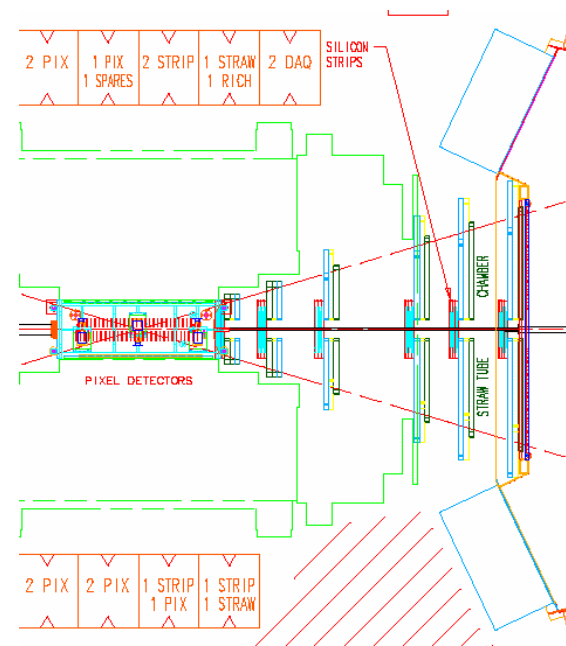 2 PIX
1 PIX
1 SPARES
2 STRIP
1 STRAW
1 RICH
2 DAQ
SILICON
STRIPS
CHAMBER
STRAW TUBE
PIXEL DETECTORS
2 PIX
2 PIX
1 STRIP
1 PIX
1 STRIP
1 STRAW